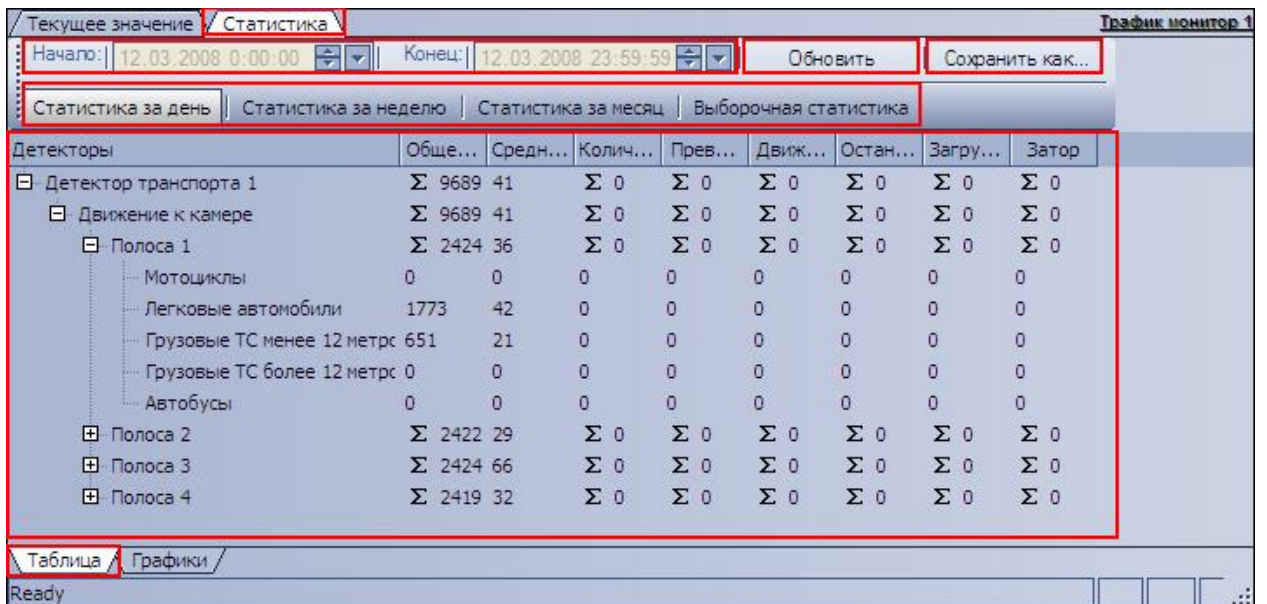 Текущее значение Статистика Трафик монитор 1
Начало: 12.03.2008 0:00:00 Конец: 12.03.2008 23:59:59 Обновить Сохранить как...
Статистика за день Статистика за неделю Статистика за месяц Выборочная статистика
Детекторы Обще... Средн... Колич... Прев... Движ... Остан... Загру... Затор
Детектор транспорта 1 Σ 9689 41 Σ 0 Σ 0 Σ 0 Σ 0 Σ 0 Σ 0
Движение к камере Σ 9689 41 Σ 0 Σ 0 Σ 0 Σ 0 Σ 0 Σ 0
Полоса 1 Σ 2424 36 Σ 0 Σ 0 Σ 0 Σ 0 Σ 0 Σ 0
Мотоциклы 0 0 0 0 0 0 0 0
Легковые автомобили 1773 42 0 0 0 0 0 0
Грузовые ТС менее 12 метрс 651 21 0 0 0 0 0 0
Грузовые ТС более 12 метрс 0 0 0 0 0 0 0 0
Автобусы 0 0 0 0 0 0 0 0
Полоса 2 Σ 2422 29 Σ 0 Σ 0 Σ 0 Σ 0 Σ 0 Σ 0
Полоса 3 Σ 2424 66 Σ 0 Σ 0 Σ 0 Σ 0 Σ 0 Σ 0
Полоса 4 Σ 2419 32 Σ 0 Σ 0 Σ 0 Σ 0 Σ 0 Σ 0
Таблица Графики
Ready